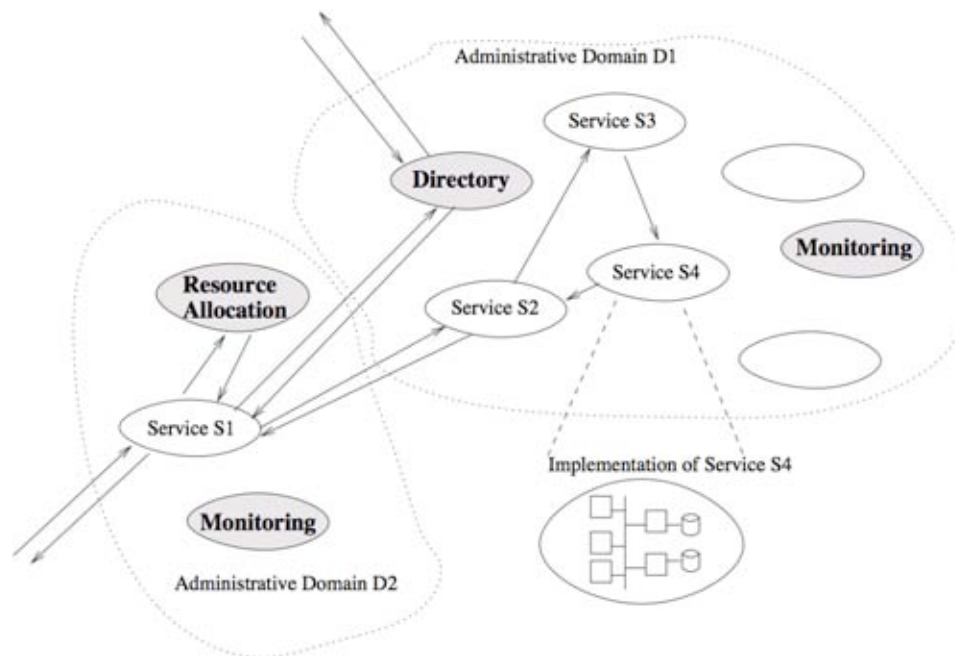 Administrative Domain D1
Service S3
Directory
Monitoring
Service S4
Resource
Allocation
Service S2
Service S1
Implementation of Service S4
Monitoring
Administrative Domain D2